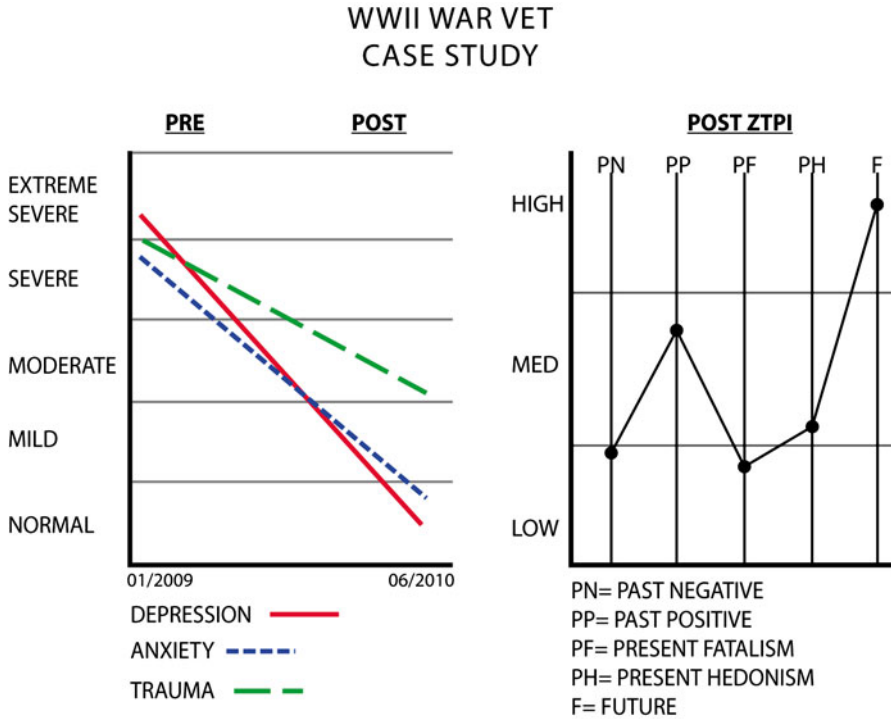 WWII WAR VET
CASE STUDY
PRE
POST
EXTREME
SEVERE
SEVERE
MODERATE
MILD
NORMAL
01/2009
06/2010
DEPRESSION
ANXIETY
TRAUMA
POST ZTPI
PN PP PF PH F
HIGH
MED
LOW
PN= PAST NEGATIVE
PP= PAST POSITIVE
PF= PRESENT FATALISM
PH= PRESENT HEDONISM
F= FUTURE